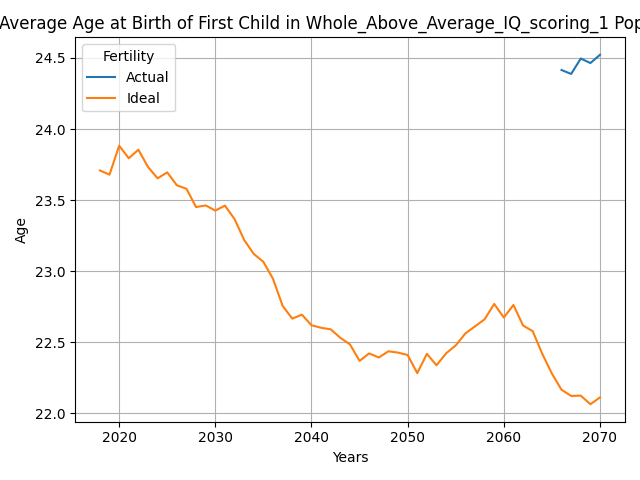 Average Age at Birth of First Child in Whole_Above_Average_IQ_scoring_1 Pop
Fertility
Actual
Ideal
24.5
24.0
23.5
23.0
22.5
22.0
Age
2020 2030 2040 2050 2060 2070
Years